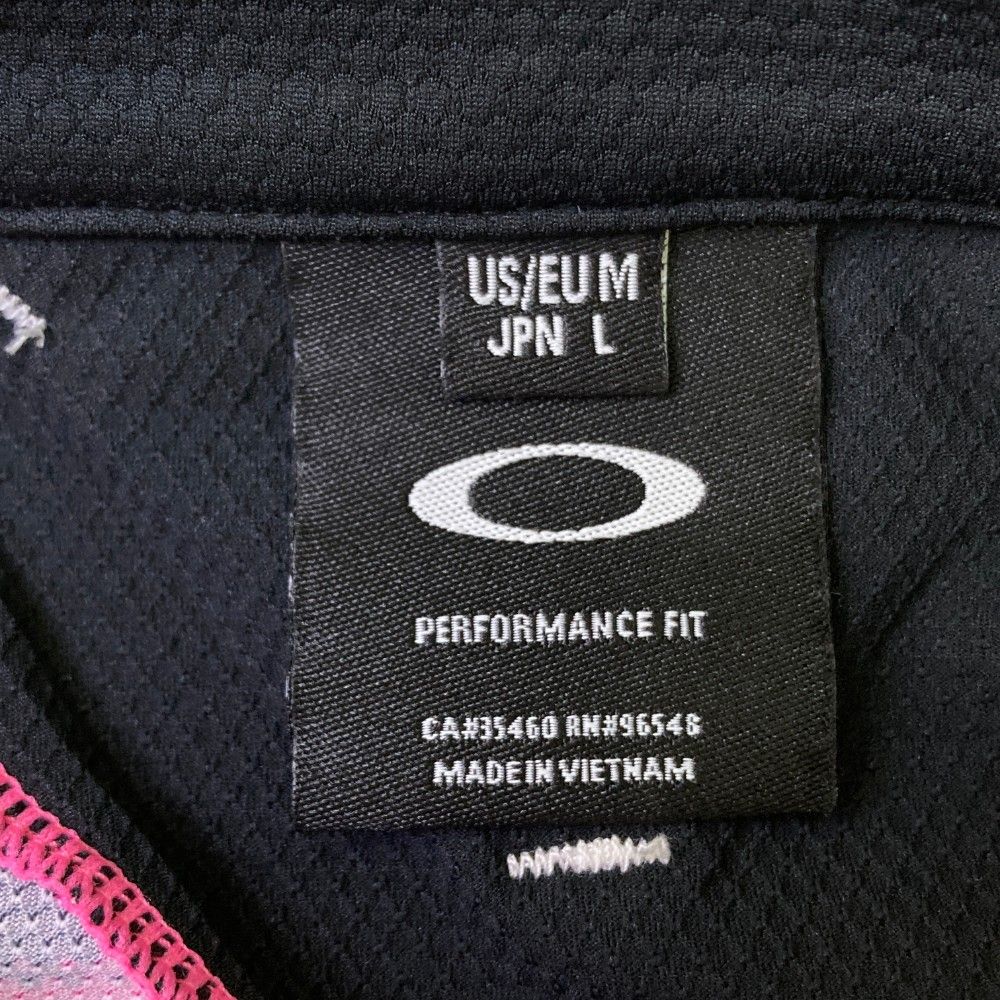 US/EU M
JPN L
PERFORMANCE FIT
CA#35460 RN#96548
MADE IN VIETNAM